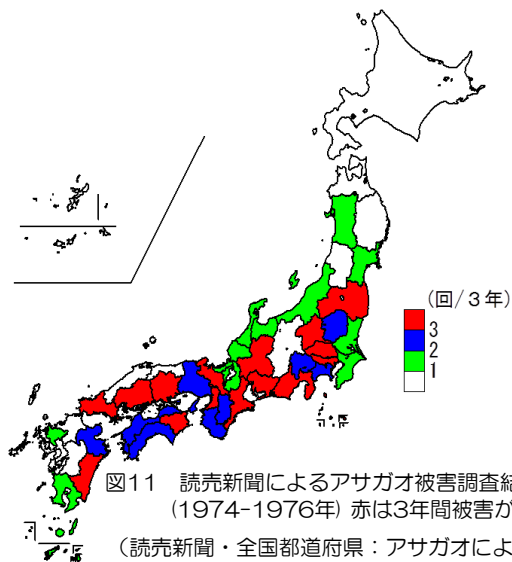 (回/3年)
3
2
1
図11 読売新聞によるアサガオ被害調査結
(1974-1976年) 赤は3年間被害が
(読売新聞・全国都道府県:アサガオによ